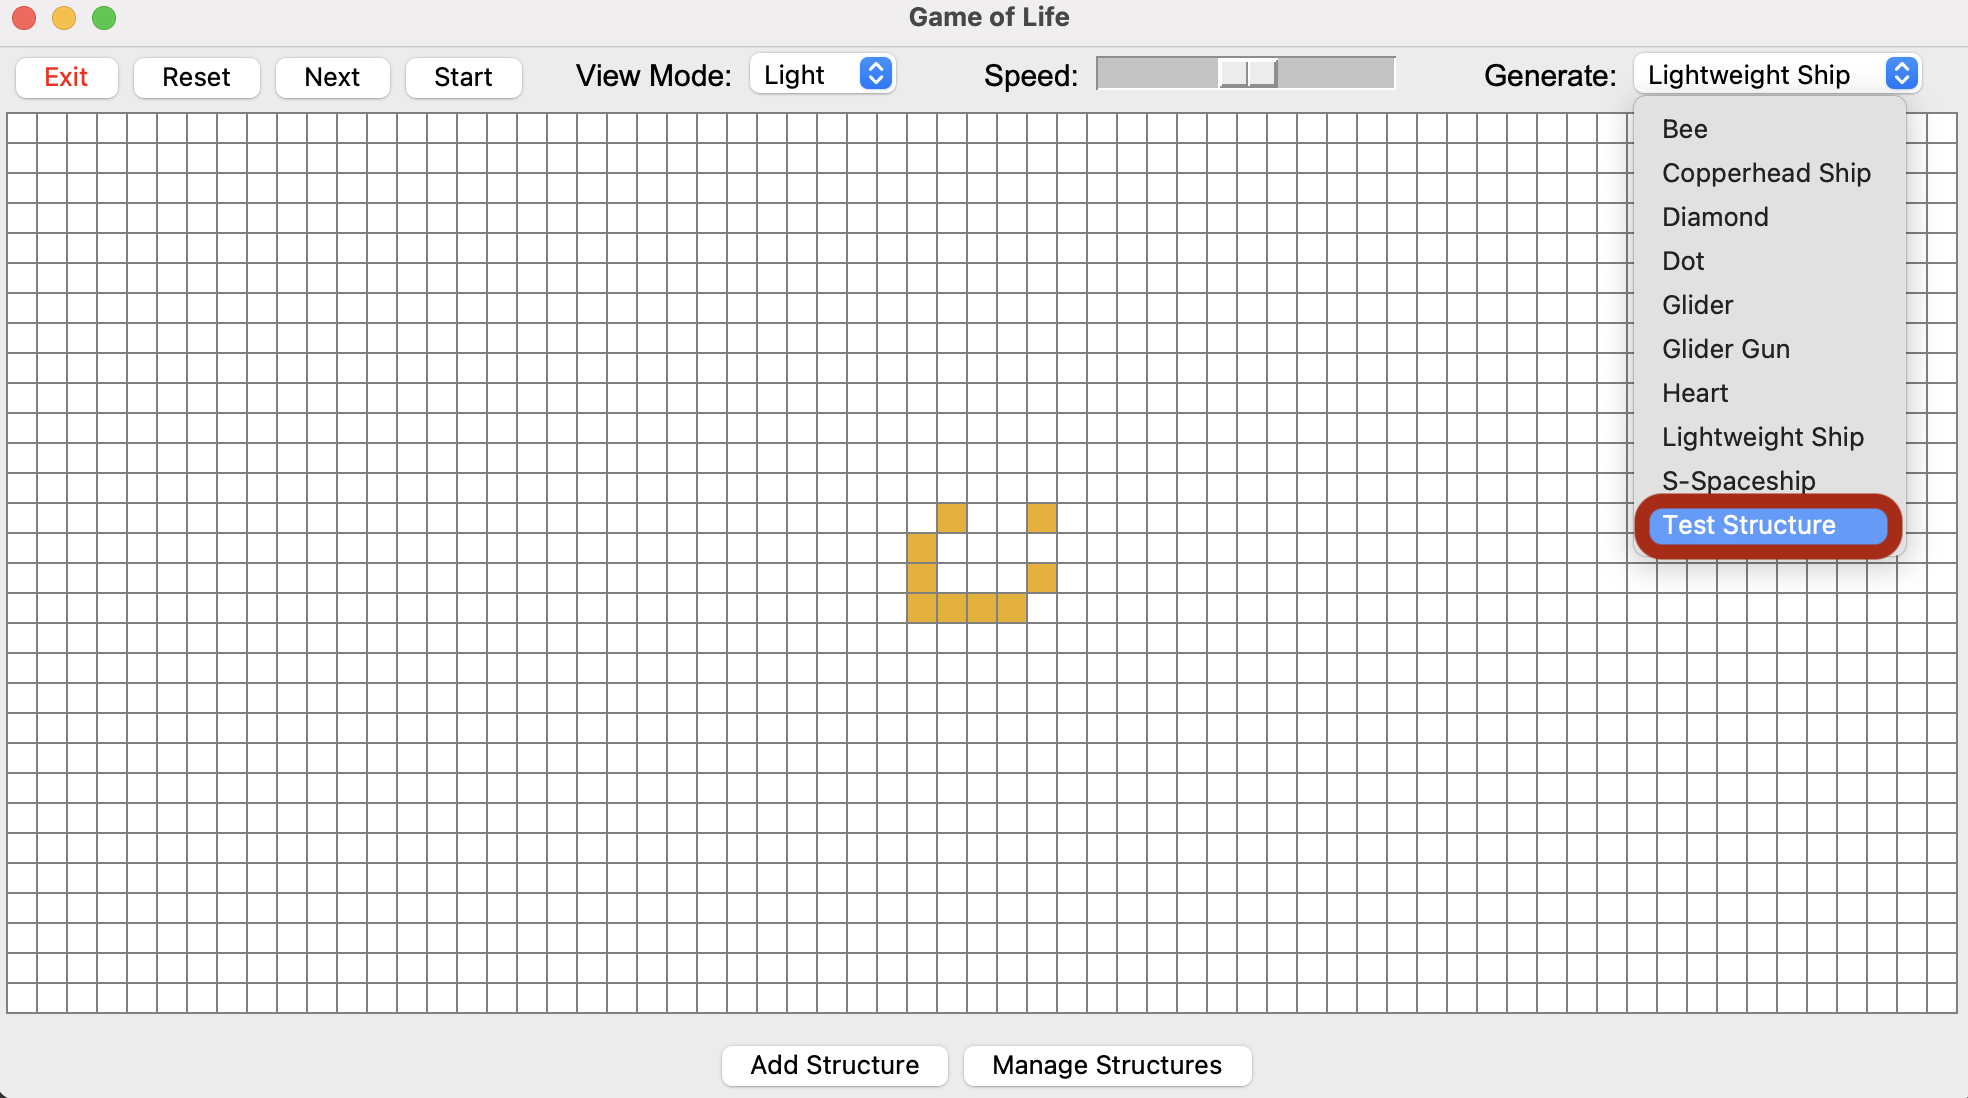 Game of Life
Exit Reset Next Start View Mode: Light Speed: Generate: Lightweight Ship
Bee
Copperhead Ship
Diamond
Dot
Glider
Glider Gun
Heart
Lightweight Ship
S-Spaceship
Test Structure
Add Structure Manage Structures